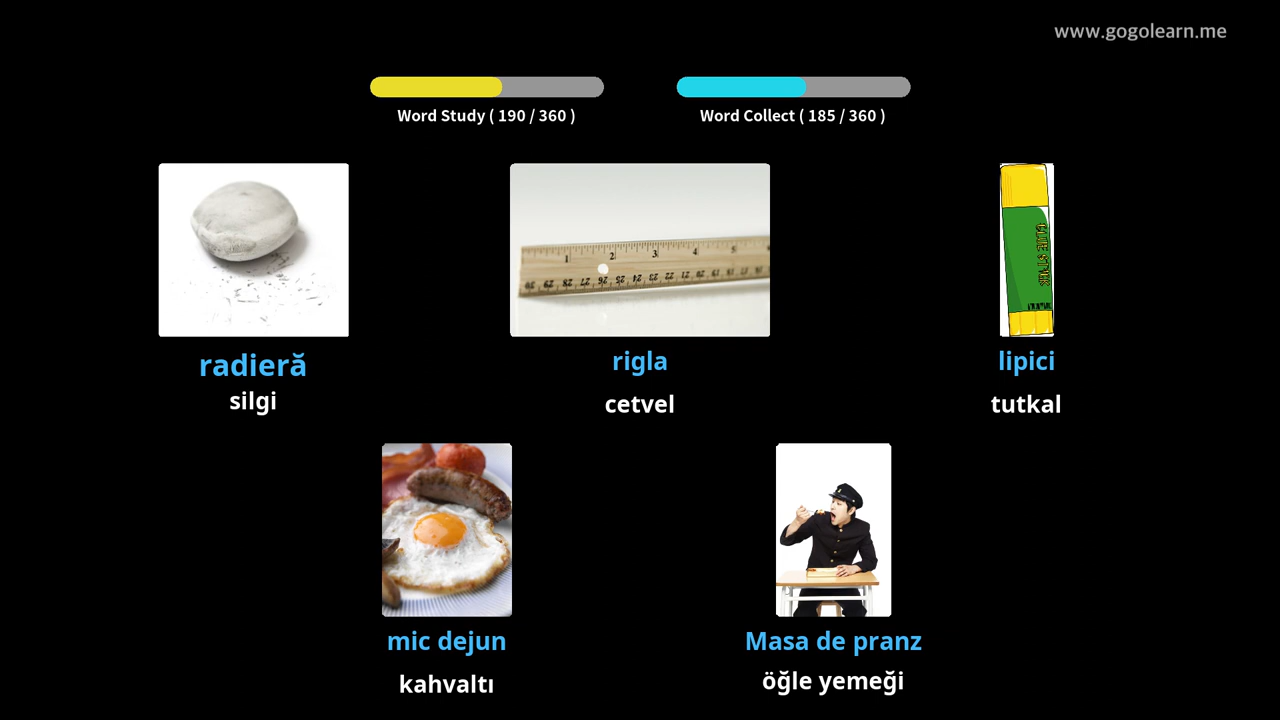 www.gogolearn.me
Word Study ( 190 / 360 )
Word Collect ( 185 / 360 )
radieră
silgi
rigla
cetvel
lipici
tutkal
mic dejun
kahvaltı
Masa de pranz
öğle yemeği